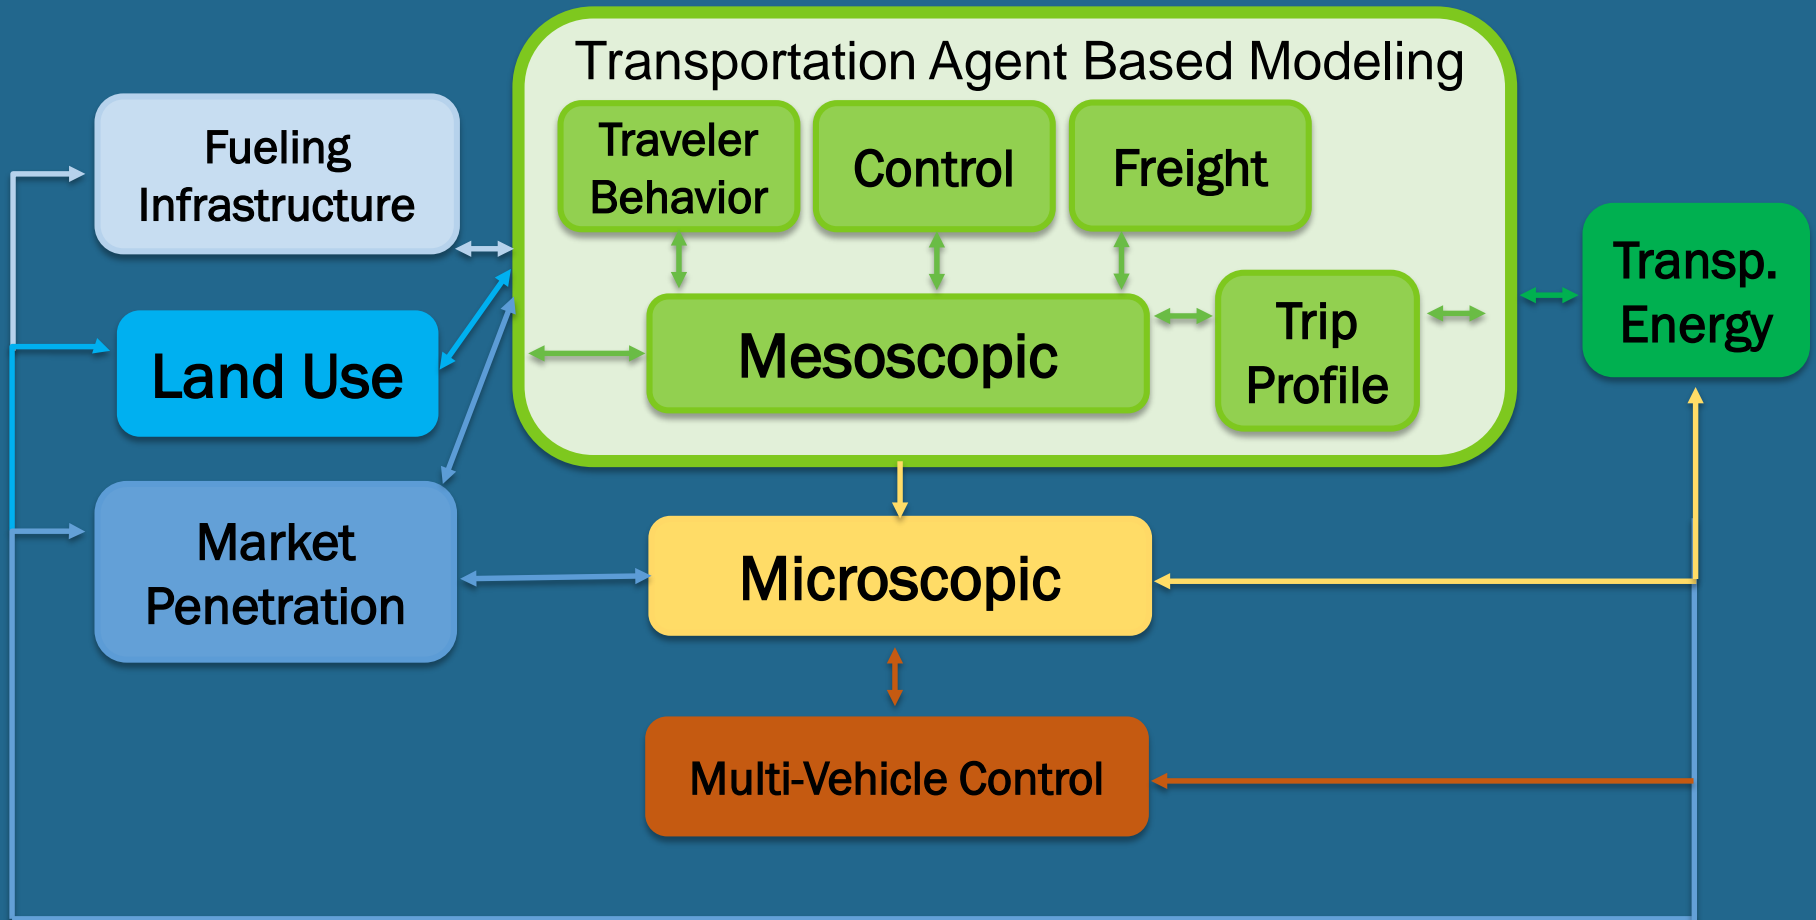 Transportation Agent Based Modeling
Fueling
Infrastructure
Traveler
Behavior
Control
Freight
Transp.
Energy
Land Use
Mesoscopic
Trip
Profile
Market
Penetration
Microscopic
Multi-Vehicle Control